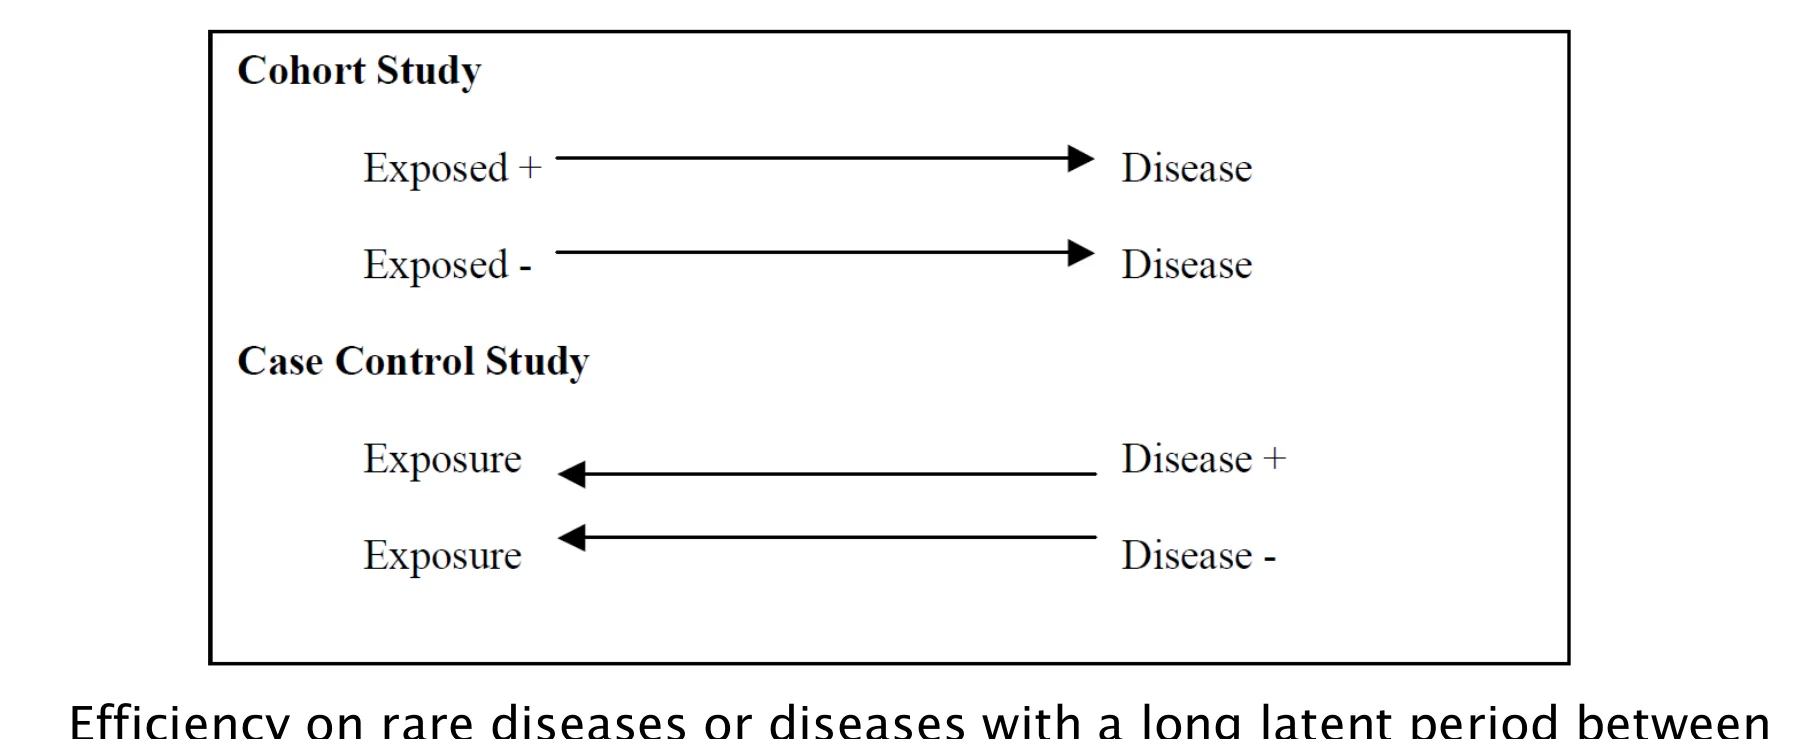 Cohort Study
Exposed + Disease
Exposed - Disease
Case Control Study
Exposure Disease +
Exposure Disease -
Efficiency on rare diseases or diseases with a long latent period between